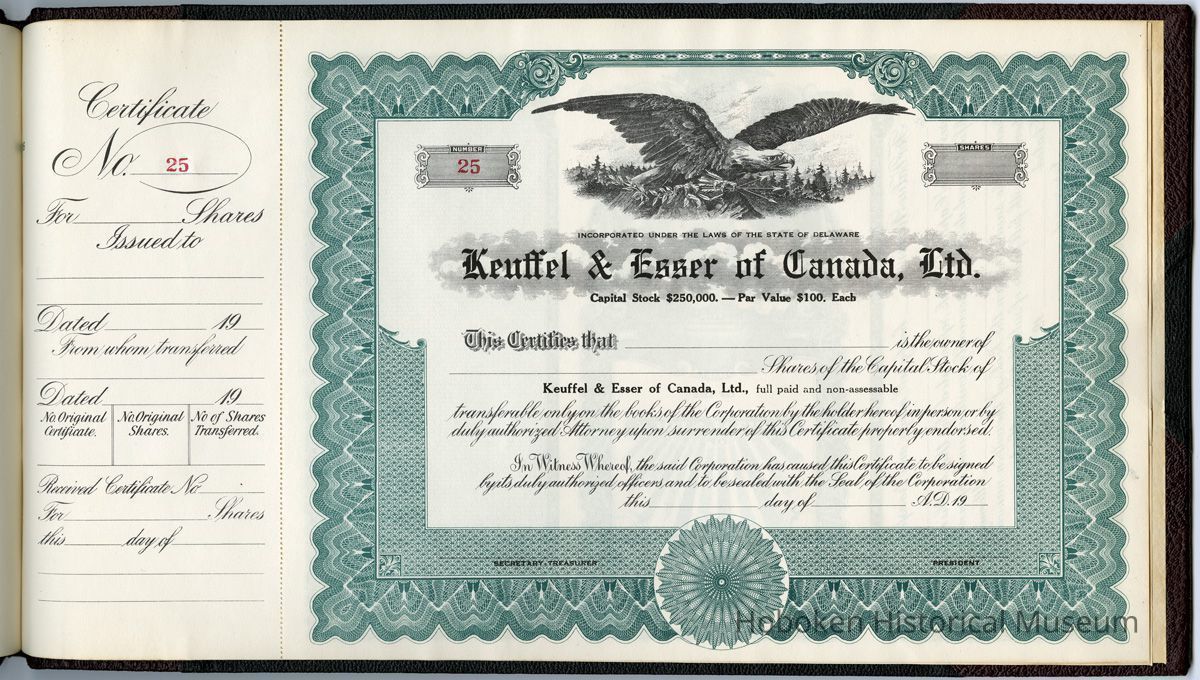 Certificate
No. 25
For Shares
Issued to
Dated 19
From whom transferred
Dated 19
No. Original Certificate.
No. Original Shares.
No of Shares Transferred.
Received Certificate No
For Shares
this day of
NUMBER
25
SHARES
INCORPORATED UNDER THE LAWS OF THE STATE OF DELAWARE
Keuffel & Esser of Canada, Ltd.
Capital Stock $250,000. — Par Value $100. Each
This Certifies that is the owner of
Shares of the Capital Stock of
Keuffel & Esser of Canada, Ltd., full paid and non-assessable
transferable only on the books of the Corporation by the holder hereof in person or by
duly authorized Attorney upon surrender of this Certificate properly endorsed.
In Witness Whereof, the said Corporation has caused this Certificate to be signed
by its duly authorized officers and to be sealed with the Seal of the Corporation
this day of A.D. 19
SECRETARY-TREASURER
PRESIDENT
Hoboken Historical Museum